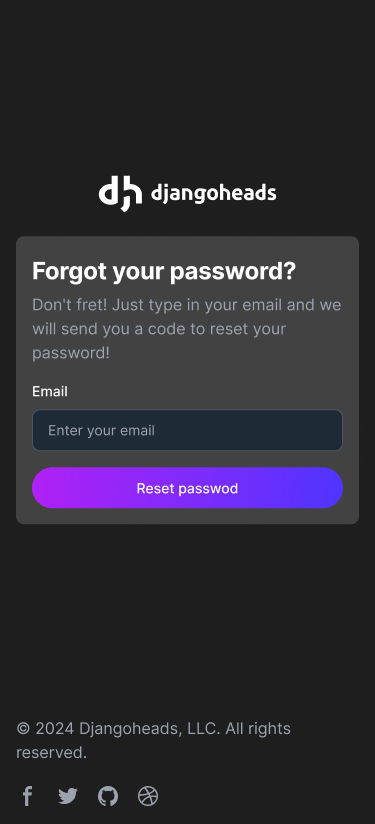 djangoheads
Forgot your password?
Don't fret! Just type in your email and we
will send you a code to reset your
password!
Email
Enter your email
Reset passwod
© 2024 Djangoheads, LLC. All rights
reserved.